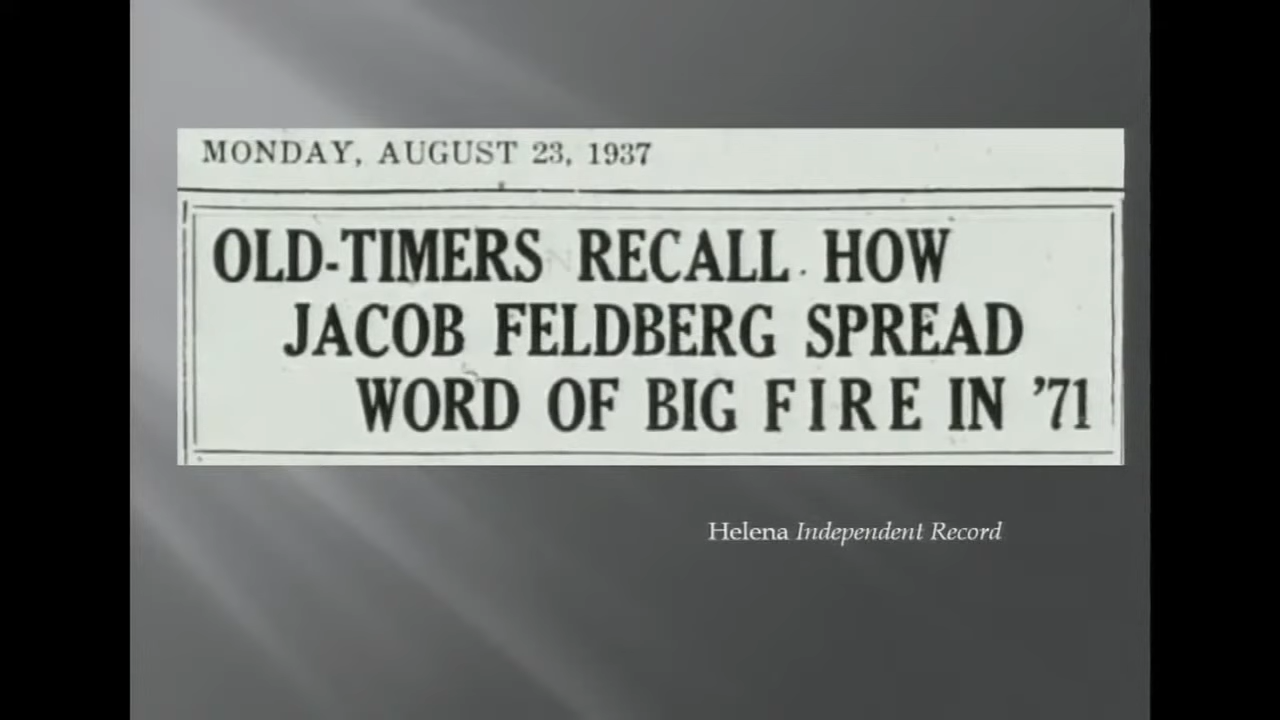 MONDAY, AUGUST 23, 1937
OLD-TIMERS RECALL HOW
JACOB FELDBERG SPREAD
WORD OF BIG FIRE IN '71
Helena Independent Record